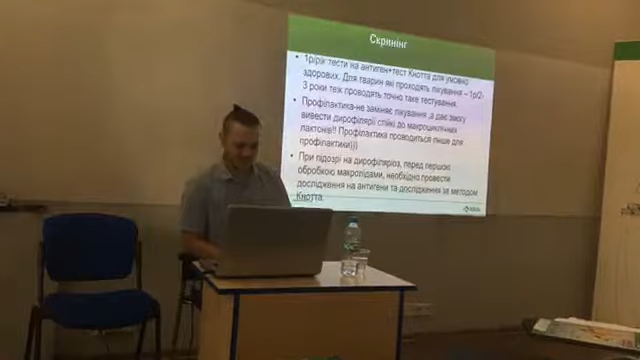 Скринінг
• 1р/рік тести на антиген+тест Кнотта для умовно
здорових. Для тварин які проходять лікування – 1р/2-
3 роки теж проводять точно таке тестування.
• Профілактика-не заміняє лікування ,а дає змогу
вивести дирофілярії стійкі до макроциклічних
лактонів!! Профілактика проводиться лише для
профілактики)))
• При підозрі на дирофіляріоз, перед першою
обробкою макролідами, необхідно провести
дослідження на антигени та дослідження за методом
Кнотта.